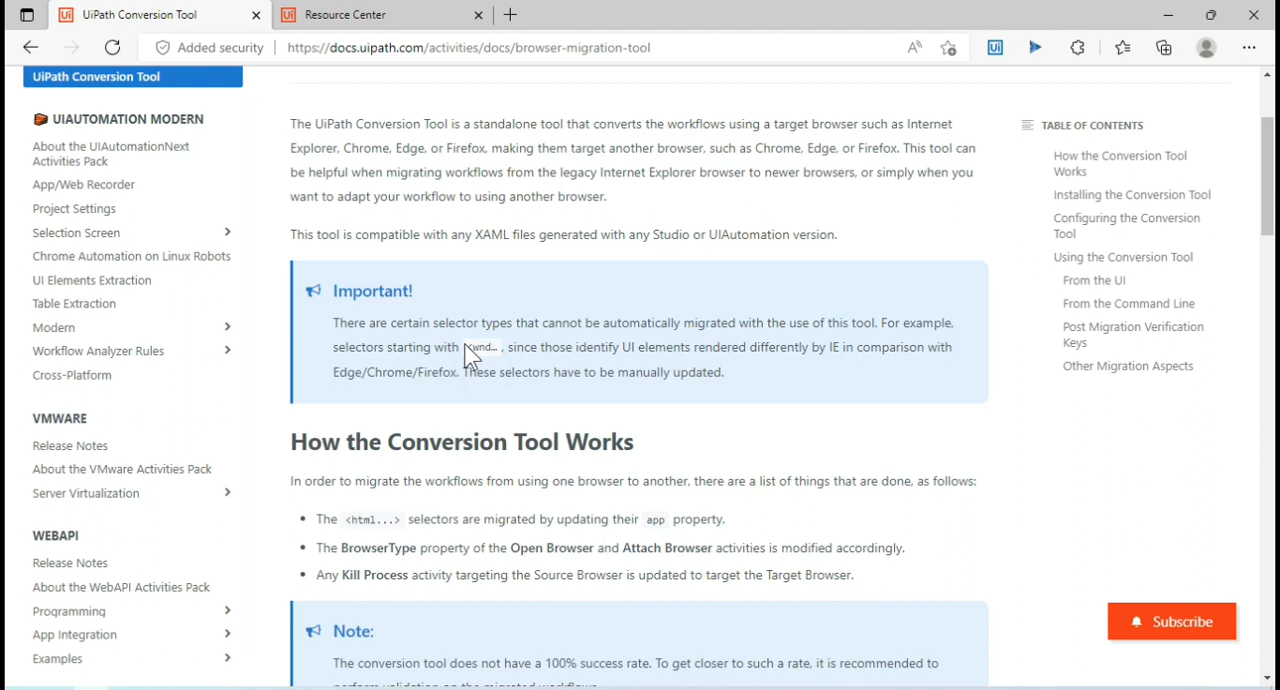 UiPath Conversion Tool
Resource Center
Added security
https://docs.uipath.com/activities/docs/browser-migration-tool
UiPath Conversion Tool
UIAUTOMATION MODERN
About the UIAutomationNext
Activities Pack
App/Web Recorder
Project Settings
Selection Screen
Chrome Automation on Linux Robots
UI Elements Extraction
Table Extraction
Modern
Workflow Analyzer Rules
Cross-Platform
VMWARE
Release Notes
About the VMware Activities Pack
Server Virtualization
WEBAPI
Release Notes
About the WebAPI Activities Pack
Programming
App Integration
Examples
The UiPath Conversion Tool is a standalone tool that converts the workflows using a target browser such as Internet
Explorer, Chrome, Edge, or Firefox, making them target another browser, such as Chrome, Edge, or Firefox. This tool can
be helpful when migrating workflows from the legacy Internet Explorer browser to newer browsers, or simply when you
want to adapt your workflow to using another browser.
This tool is compatible with any XAML files generated with any Studio or UIAutomation version.
Important!
There are certain selector types that cannot be automatically migrated with the use of this tool. For example,
selectors starting with , since those identify UI elements rendered differently by IE in comparison with
Edge/Chrome/Firefox. These selectors have to be manually updated.
How the Conversion Tool Works
In order to migrate the workflows from using one browser to another, there are a list of things that are done, as follows:
• The <html...> selectors are migrated by updating their app property.
• The BrowserType property of the Open Browser and Attach Browser activities is modified accordingly.
• Any Kill Process activity targeting the Source Browser is updated to target the Target Browser.
Note:
The conversion tool does not have a 100% success rate. To get closer to such a rate, it is recommended to
TABLE OF CONTENTS
How the Conversion Tool
Works
Installing the Conversion Tool
Configuring the Conversion
Tool
Using the Conversion Tool
From the UI
From the Command Line
Post Migration Verification
Keys
Other Migration Aspects
Subscribe